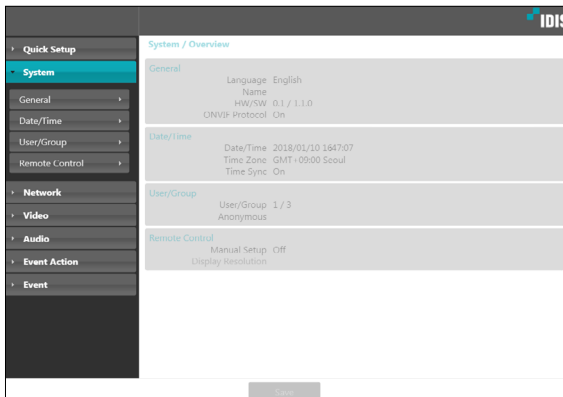 IDIS
Quick Setup
System
General
Date/Time
User/Group
Remote Control
Network
Video
Audio
Event Action
Event
System / Overview
General
Language English
Name
HW/SW 0.1 / 1.1.0
ONVIF Protocol On
Date/Time
Date/Time 2018/01/10 1647:07
Time Zone GMT+09:00 Seoul
Time Sync On
User/Group
User/Group 1 / 3
Anonymous
Remote Control
Manual Setup Off
Display Resolution
Save